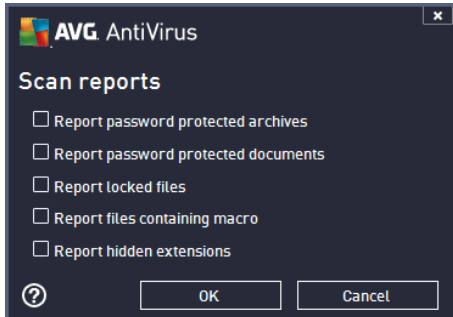 AVG. AntiVirus
Scan reports
Report password protected archives
Report password protected documents
Report locked files
Report files containing macro
Report hidden extensions
OK
Cancel